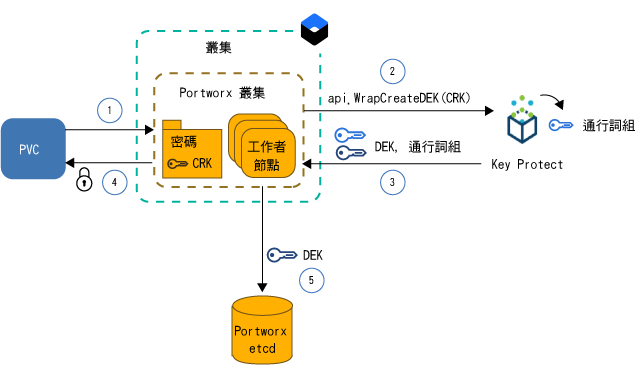 叢集
Portworx 叢集
1
2
api.WrapCreateDEK(CRK)
密碼
CRK
工作者
節點
PVC
通行詞組
DEK, 通行詞組
Key Protect
3
4
DEK
5
Portworx
etcd